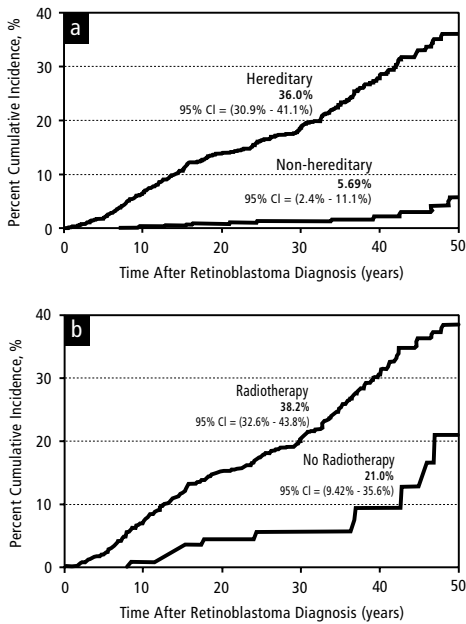 a
Percent Cumulative Incidence, %
40
30
20
10
0
Hereditary
36.0%
95% CI = (30.9% - 41.1%)
Non-hereditary
5.69%
95% CI = (2.4% - 11.1%)
0 10 20 30 40 50
Time After Retinoblastoma Diagnosis (years)
b
Percent Cumulative Incidence, %
40
30
20
10
0
Radiotherapy
38.2%
95% CI = (32.6% - 43.8%)
No Radiotherapy
21.0%
95% CI = (9.42% - 35.6%)
0 10 20 30 40 50
Time After Retinoblastoma Diagnosis (years)